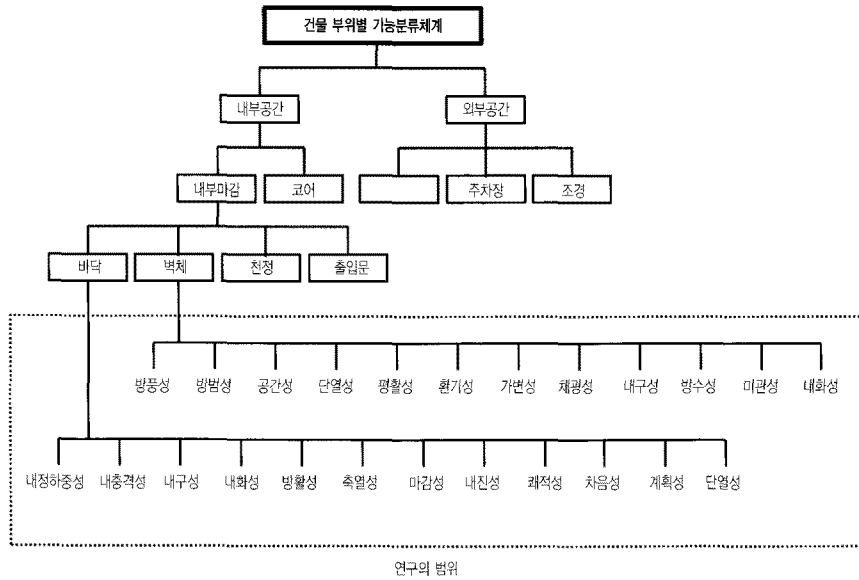 건물 부위별 기능분류체계
내부공간 외부공간
내부마감 코어 주차장 조경
바닥 벽체 천정 출입문
방풍성 방범성 공간성 단열성 평활성 환기성 가변성 채광성 내구성 방수성 미관성 내화성
내정하중성 내충격성 내구성 내화성 방활성 축열성 마감성 내진성 쾌적성 차음성 계획성 단열성
연구의 범위